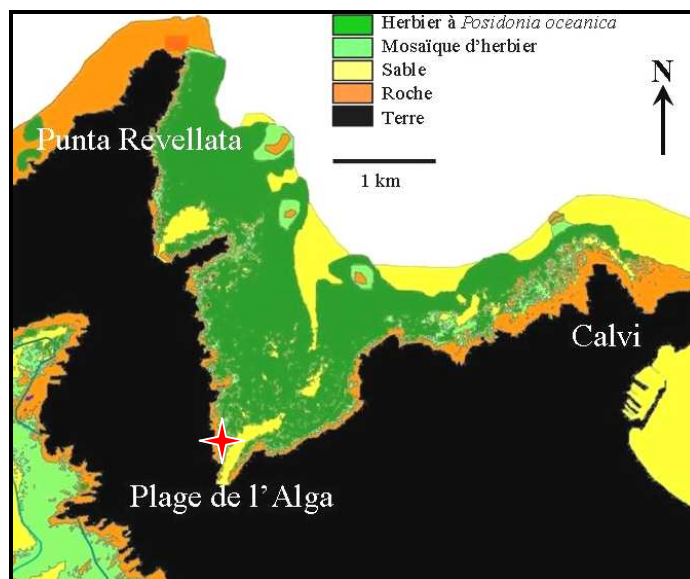 Herbier à Posidonia oceanica
Mosaïque d'herbier
Sable
Roche
Terre
N
1 km
Punta Revellata
Calvi
Plage de l'Alga